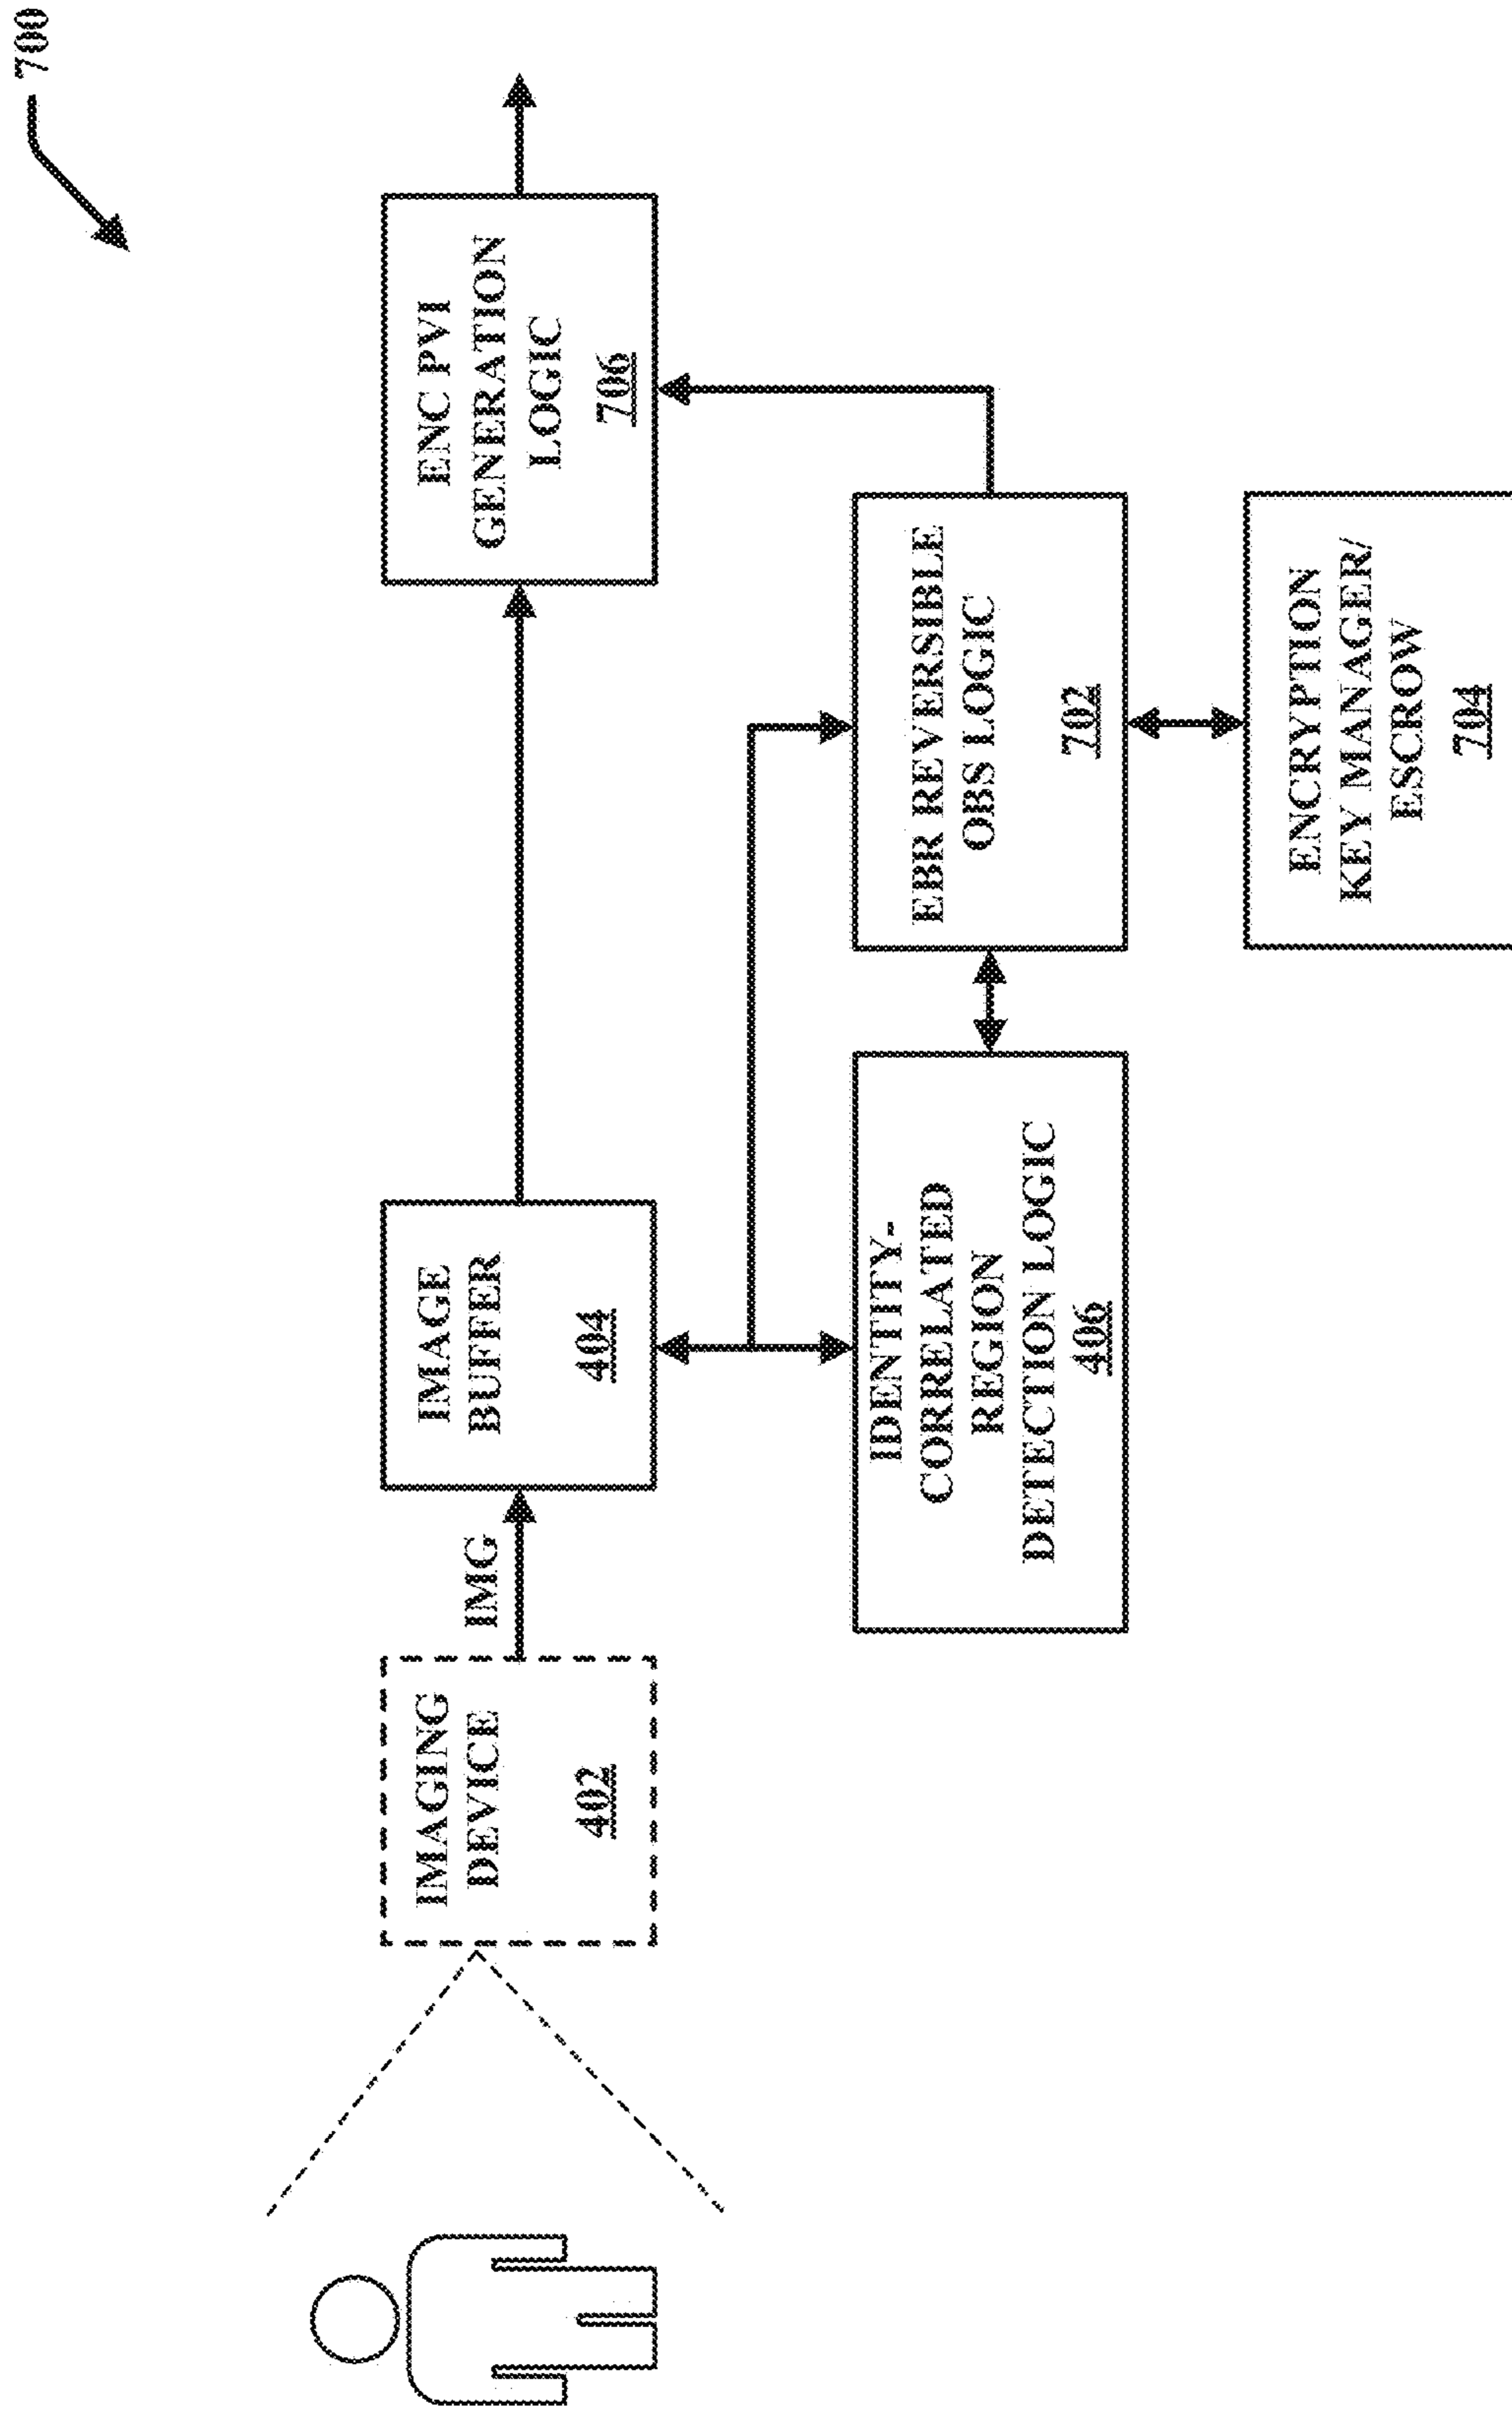 700
IMAGING
DEVICE
402
IMG
IMAGE
BUFFER
404
ENC PVI
GENERATION
LOGIC
706
IDENTITY-
CORRELATED
REGION
DETECTION LOGIC
406
EBR REVERSIBLE
OBS LOGIC
702
ENCRYPTION
KEY MANAGER/
ESCROW
704